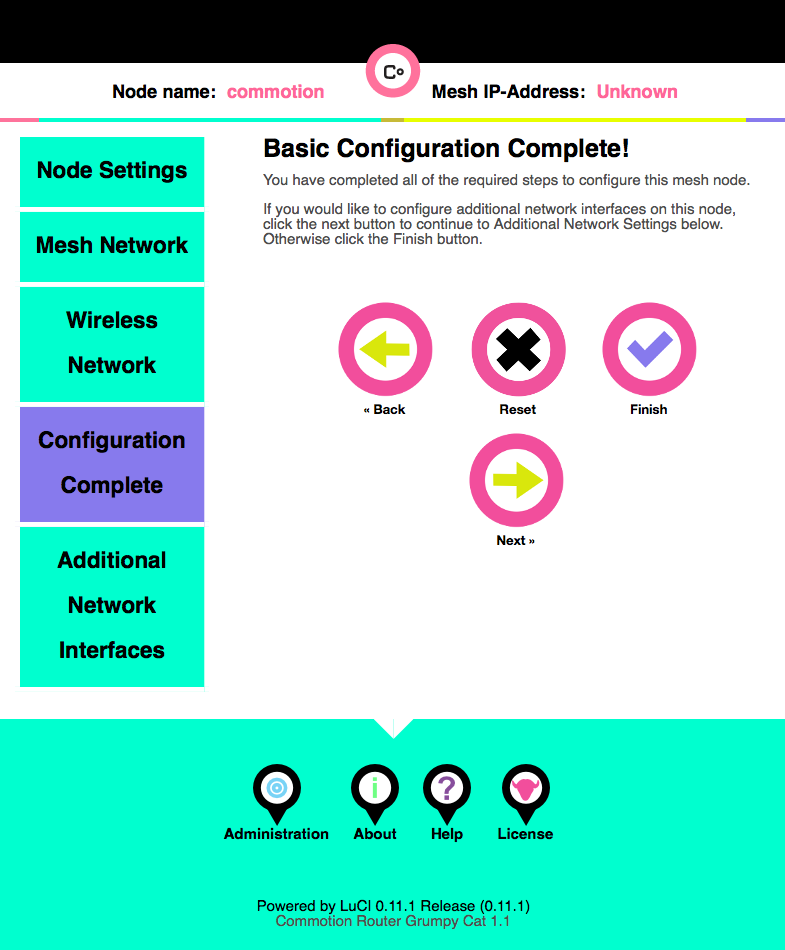 Co
Node name: commotion
Mesh IP-Address: Unknown
Node Settings
Mesh Network
Wireless
Network
Configuration
Complete
Additional
Network
Interfaces
Basic Configuration Complete!
You have completed all of the required steps to configure this mesh node.
If you would like to configure additional network interfaces on this node,
click the next button to continue to Additional Network Settings below.
Otherwise click the Finish button.
« Back
Reset
Finish
Next »
i
?
Administration
About
Help
License
Powered by LuCI 0.11.1 Release (0.11.1)
Commotion Router Grumpy Cat 1.1